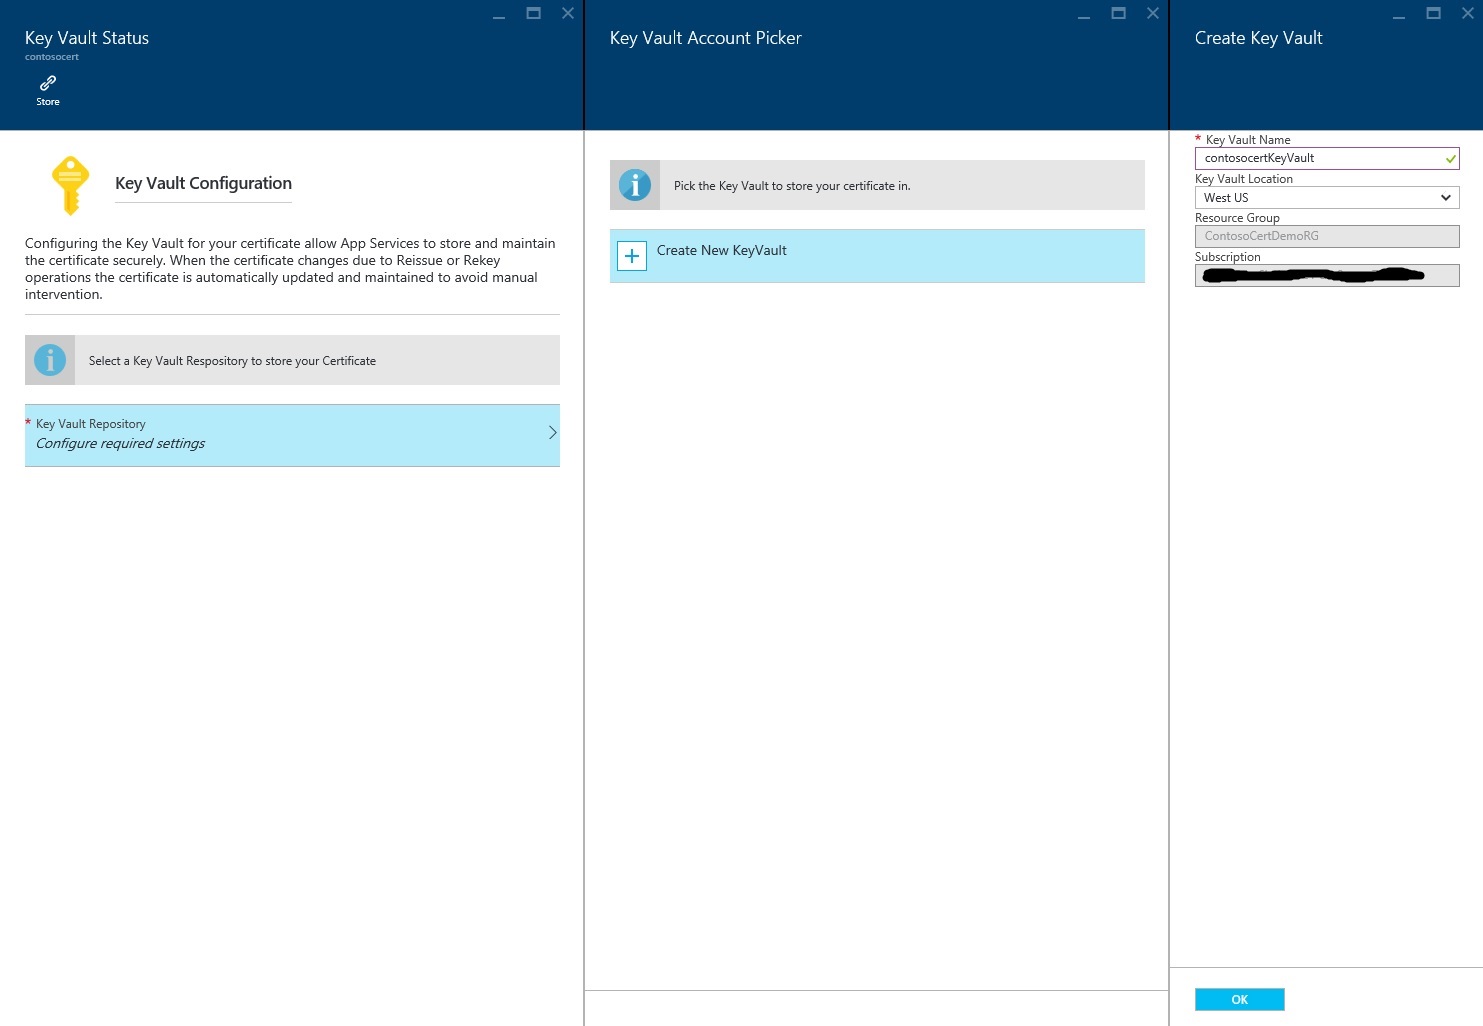 Key Vault Status
contosocert
Store
Key Vault Configuration
Configuring the Key Vault for your certificate allow App Services to store and maintain
the certificate securely. When the certificate changes due to Reissue or Rekey
operations the certificate is automatically updated and maintained to avoid manual
intervention.
Select a Key Vault Respository to store your Certificate
* Key Vault Repository
Configure required settings
Key Vault Account Picker
Pick the Key Vault to store your certificate in.
Create New KeyVault
Create Key Vault
* Key Vault Name
contosocertKeyVault
Key Vault Location
West US
Resource Group
ContosoCertDemoRG
Subscription
OK